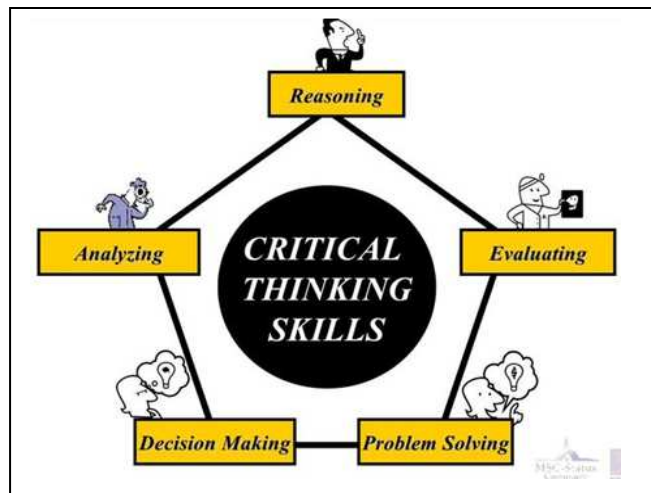 Reasoning
Analyzing
Evaluating
CRITICAL
THINKING
SKILLS
Decision Making
Problem Solving